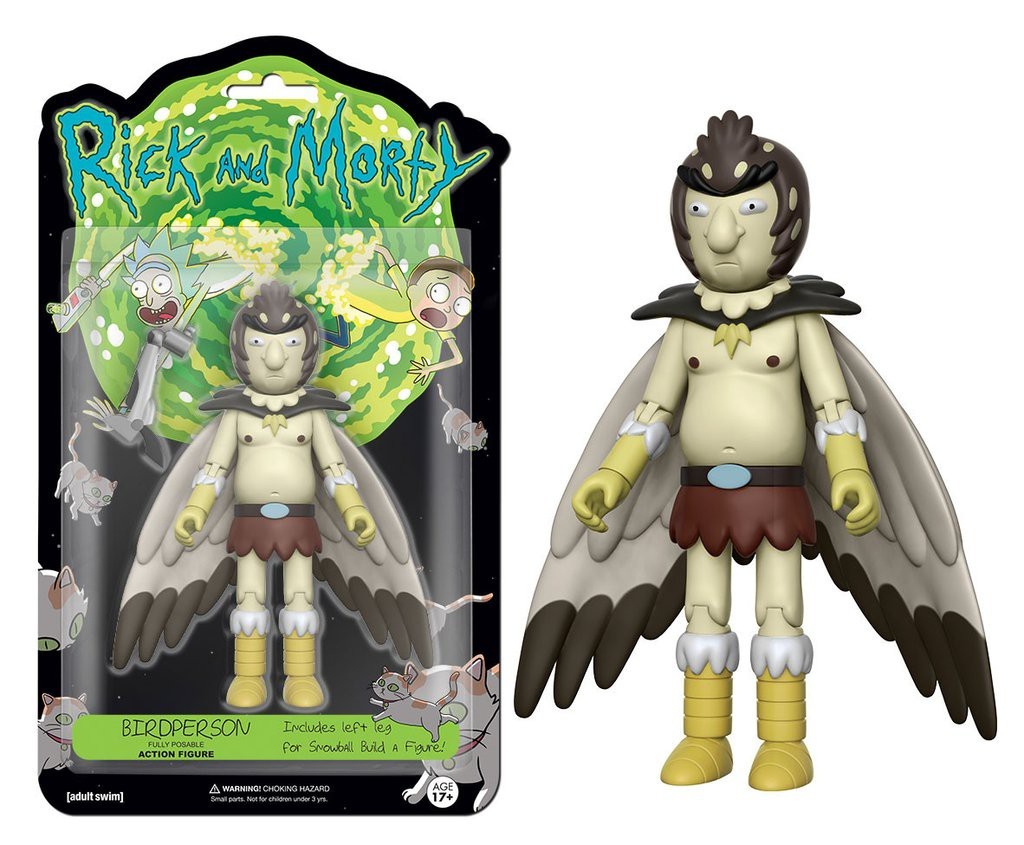 Rick and Morty
BIRDPERSON
FULLY POSABLE
ACTION FIGURE
Includes left leg
for Snowball Build a Figure!
[adult swim]
WARNING! CHOKING HAZARD
Small parts. Not for children under 3 yrs.
AGE
17+